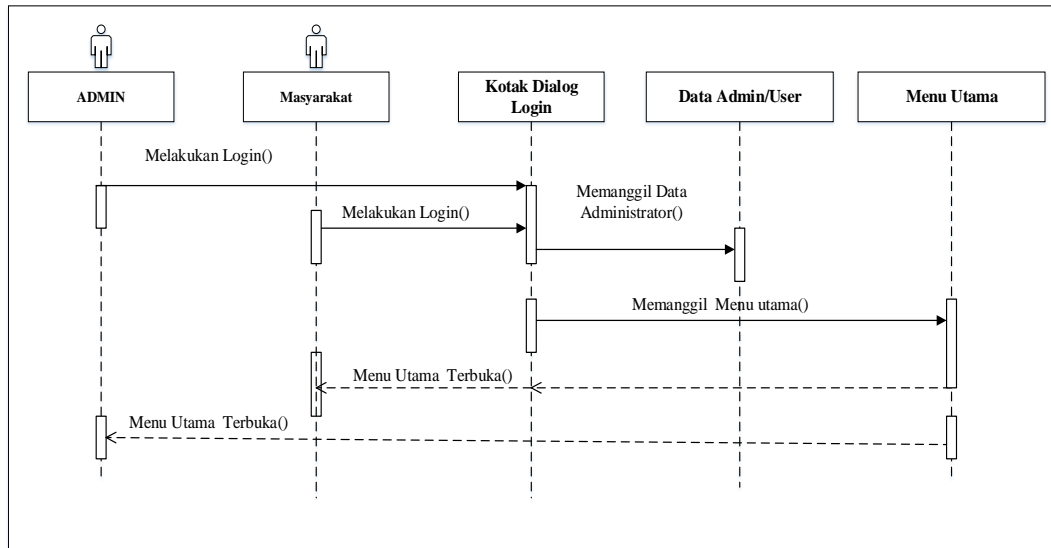 ADMIN
Masyarakat
Kotak Dialog
Login
Data Admin/User
Menu Utama
Melakukan Login()
Melakukan Login()
Memanggil Data
Administrator()
Memanggil Menu utama()
Menu Utama Terbuka()
Menu Utama Terbuka()